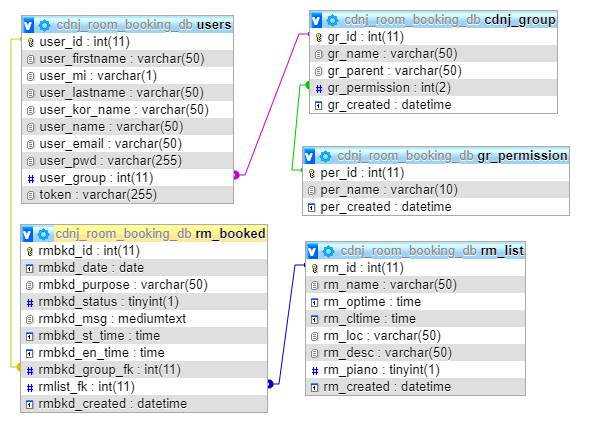 cdnj_room_booking_db users
user_id : int(11)
user_firstname : varchar(50)
user_mi : varchar(1)
user_lastname : varchar(50)
user_kor_name : varchar(50)
user_name : varchar(50)
user_email : varchar(50)
user_pwd : varchar(255)
user_group : int(11)
token : varchar(255)
cdnj_room_booking_db cdnj_group
gr_id : int(11)
gr_name : varchar(50)
gr_parent : varchar(50)
gr_permission : int(2)
gr_created : datetime
cdnj_room_booking_db gr_permission
per_id : int(11)
per_name : varchar(10)
per_created : datetime
cdnj_room_booking_db rm_booked
rmbkd_id : int(11)
rmbkd_date : date
rmbkd_purpose : varchar(50)
rmbkd_status : tinyint(1)
rmbkd_msg : mediumtext
rmbkd_st_time : time
rmbkd_en_time : time
rmbkd_group_fk : int(11)
rmlist_fk : int(11)
rmbkd_created : datetime
cdnj_room_booking_db rm_list
rm_id : int(11)
rm_name : varchar(50)
rm_optime : time
rm_cltime : time
rm_loc : varchar(50)
rm_desc : varchar(50)
rm_piano : tinyint(1)
rm_created : datetime